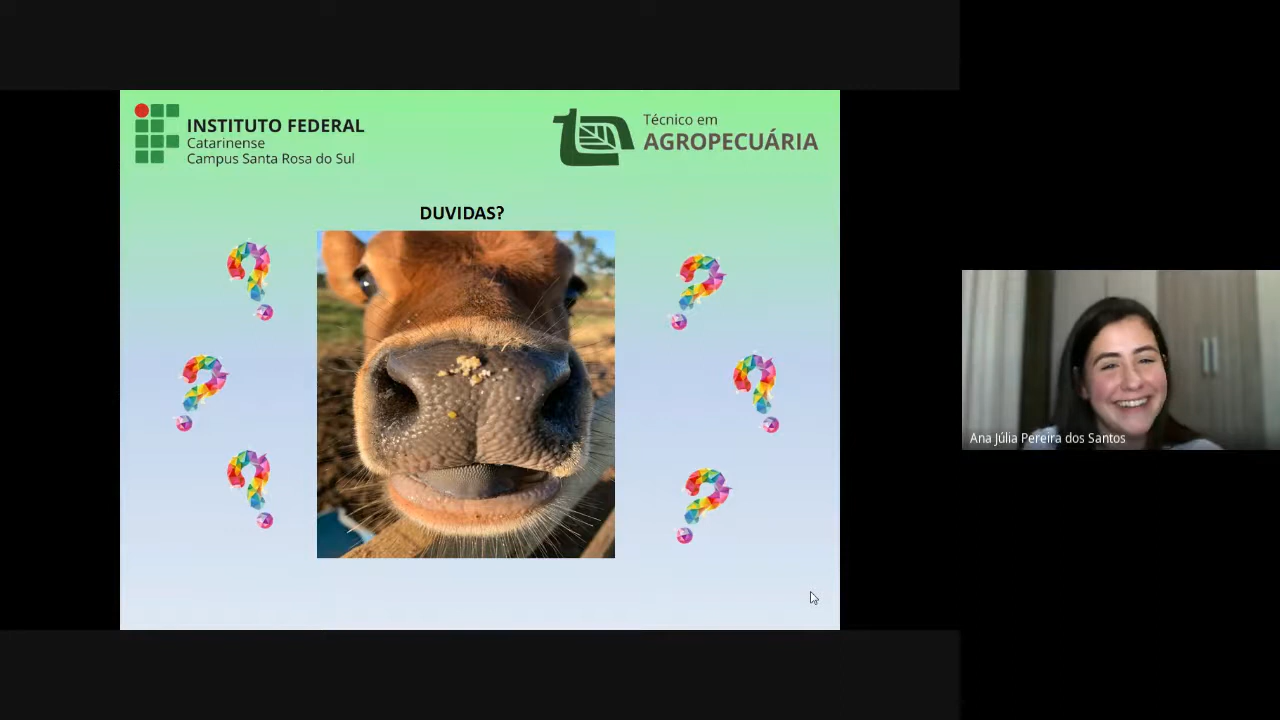 INSTITUTO FEDERAL
Catarinense
Campus Santa Rosa do Sul
Técnico em
AGROPECUÁRIA
DUVIDAS?
Ana Júlia Pereira dos Santos